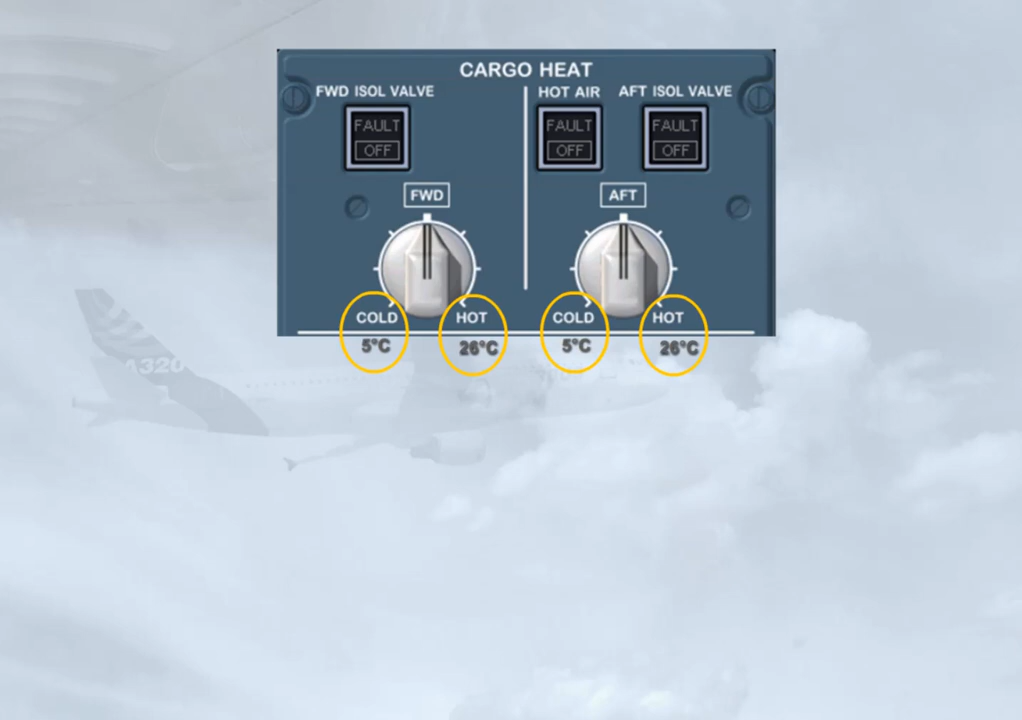 CARGO HEAT
FWD ISOL VALVE
HOT AIR
AFT ISOL VALVE
FAULT
OFF
FAULT
OFF
FAULT
OFF
FWD
AFT
COLD
HOT
COLD
HOT
5°C
26°C
5°C
26°C
A320